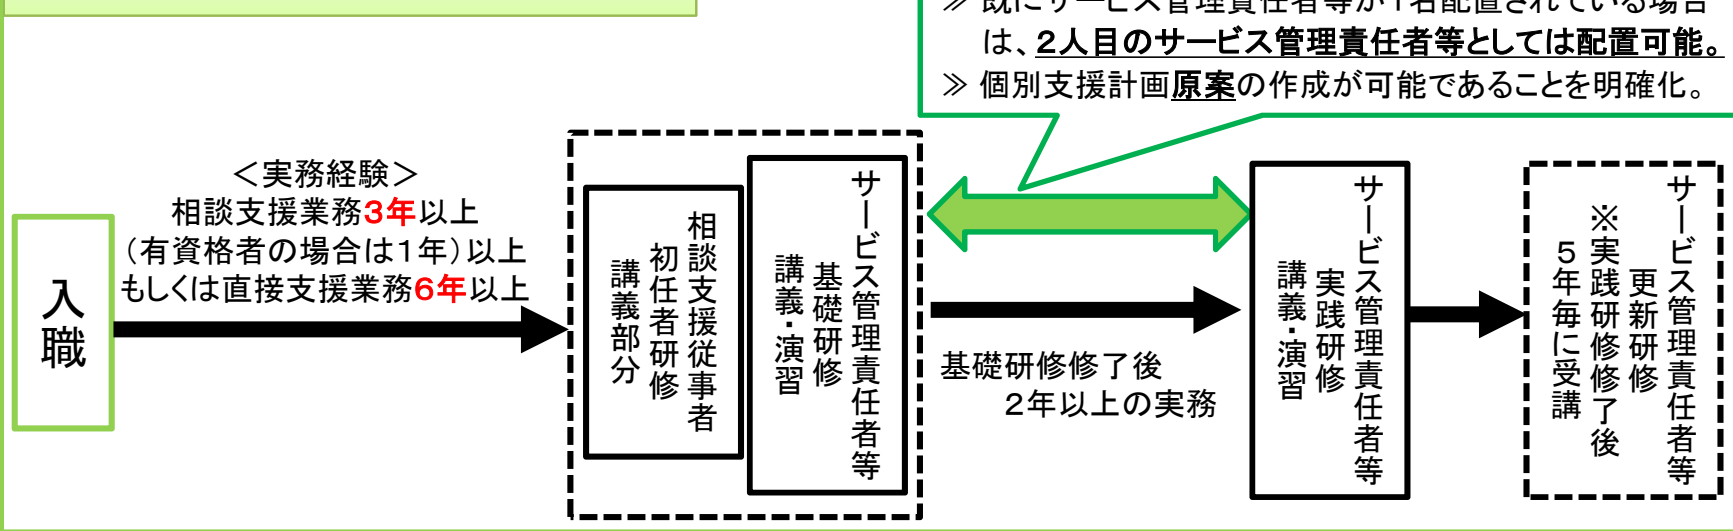 ≫ 既にサービス管理責任者等が1名配置されている場合
は、２人目のサービス管理責任者等としては配置可能。
≫ 個別支援計画原案の作成が可能であることを明確化。
入職
＜実務経験＞
相談支援業務３年以上
（有資格者の場合は１年）以上
もしくは直接支援業務６年以上
相談支援従事者
初任者研修
講義部分
サービス管理責任者等
基礎研修
講義・演習
基礎研修修了後
２年以上の実務
サービス管理責任者等
実践研修
講義・演習
サービス管理責任者等
更新研修
※実践研修修了後
５年毎に受講